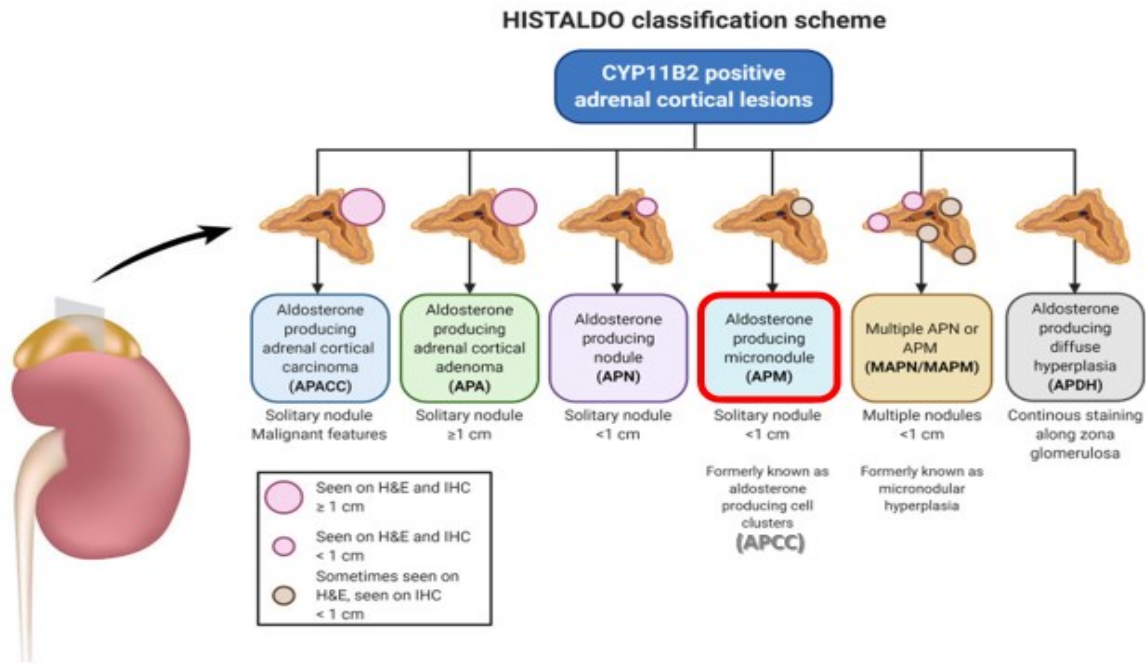 HISTALDO classification scheme
CYP11B2 positive
adrenal cortical lesions
Aldosterone
producing
adrenal cortical
carcinoma
(APACC)
Solitary nodule
Malignant features
Aldosterone
producing
adrenal cortical
adenoma
(APA)
Solitary nodule
≥1 cm
Aldosterone
producing
nodule
(APN)
Solitary nodule
<1 cm
Aldosterone
producing
micronodule
(APM)
Solitary nodule
<1 cm
Formerly known as
aldosterone
producing cell
clusters
(APCC)
Multiple APN or
APM
(MAPN/MAPM)
Multiple nodules
<1 cm
Formerly known as
micronodular
hyperplasia
Aldosterone
producing
diffuse
hyperplasia
(APDH)
Continous staining
along zona
glomerulosa
Seen on H&E and IHC
≥ 1 cm
Seen on H&E and IHC
< 1 cm
Sometimes seen on
H&E, seen on IHC
< 1 cm